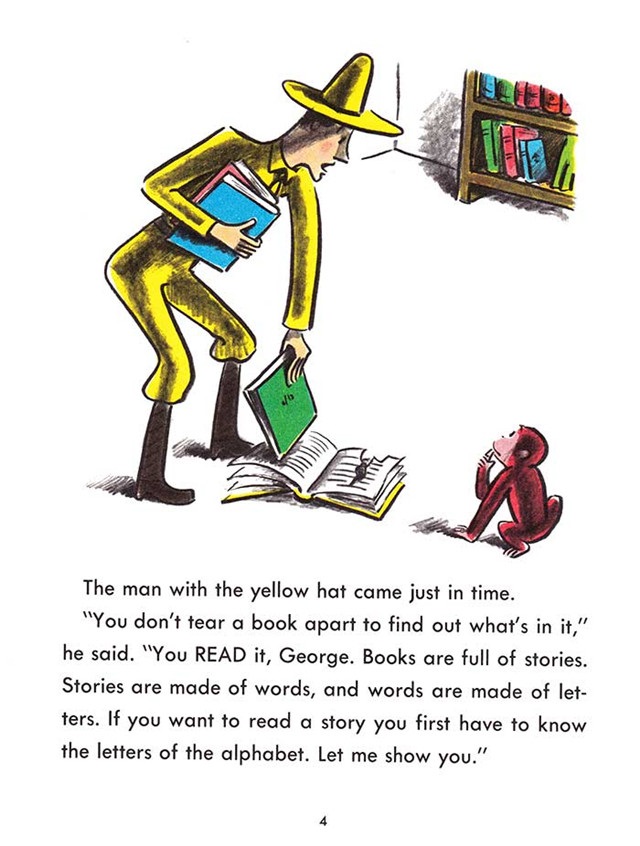 The man with the yellow hat came just in time.
"You don't tear a book apart to find out what's in it,"
he said. "You READ it, George. Books are full of stories.
Stories are made of words, and words are made of let-
ters. If you want to read a story you first have to know
the letters of the alphabet. Let me show you."
4